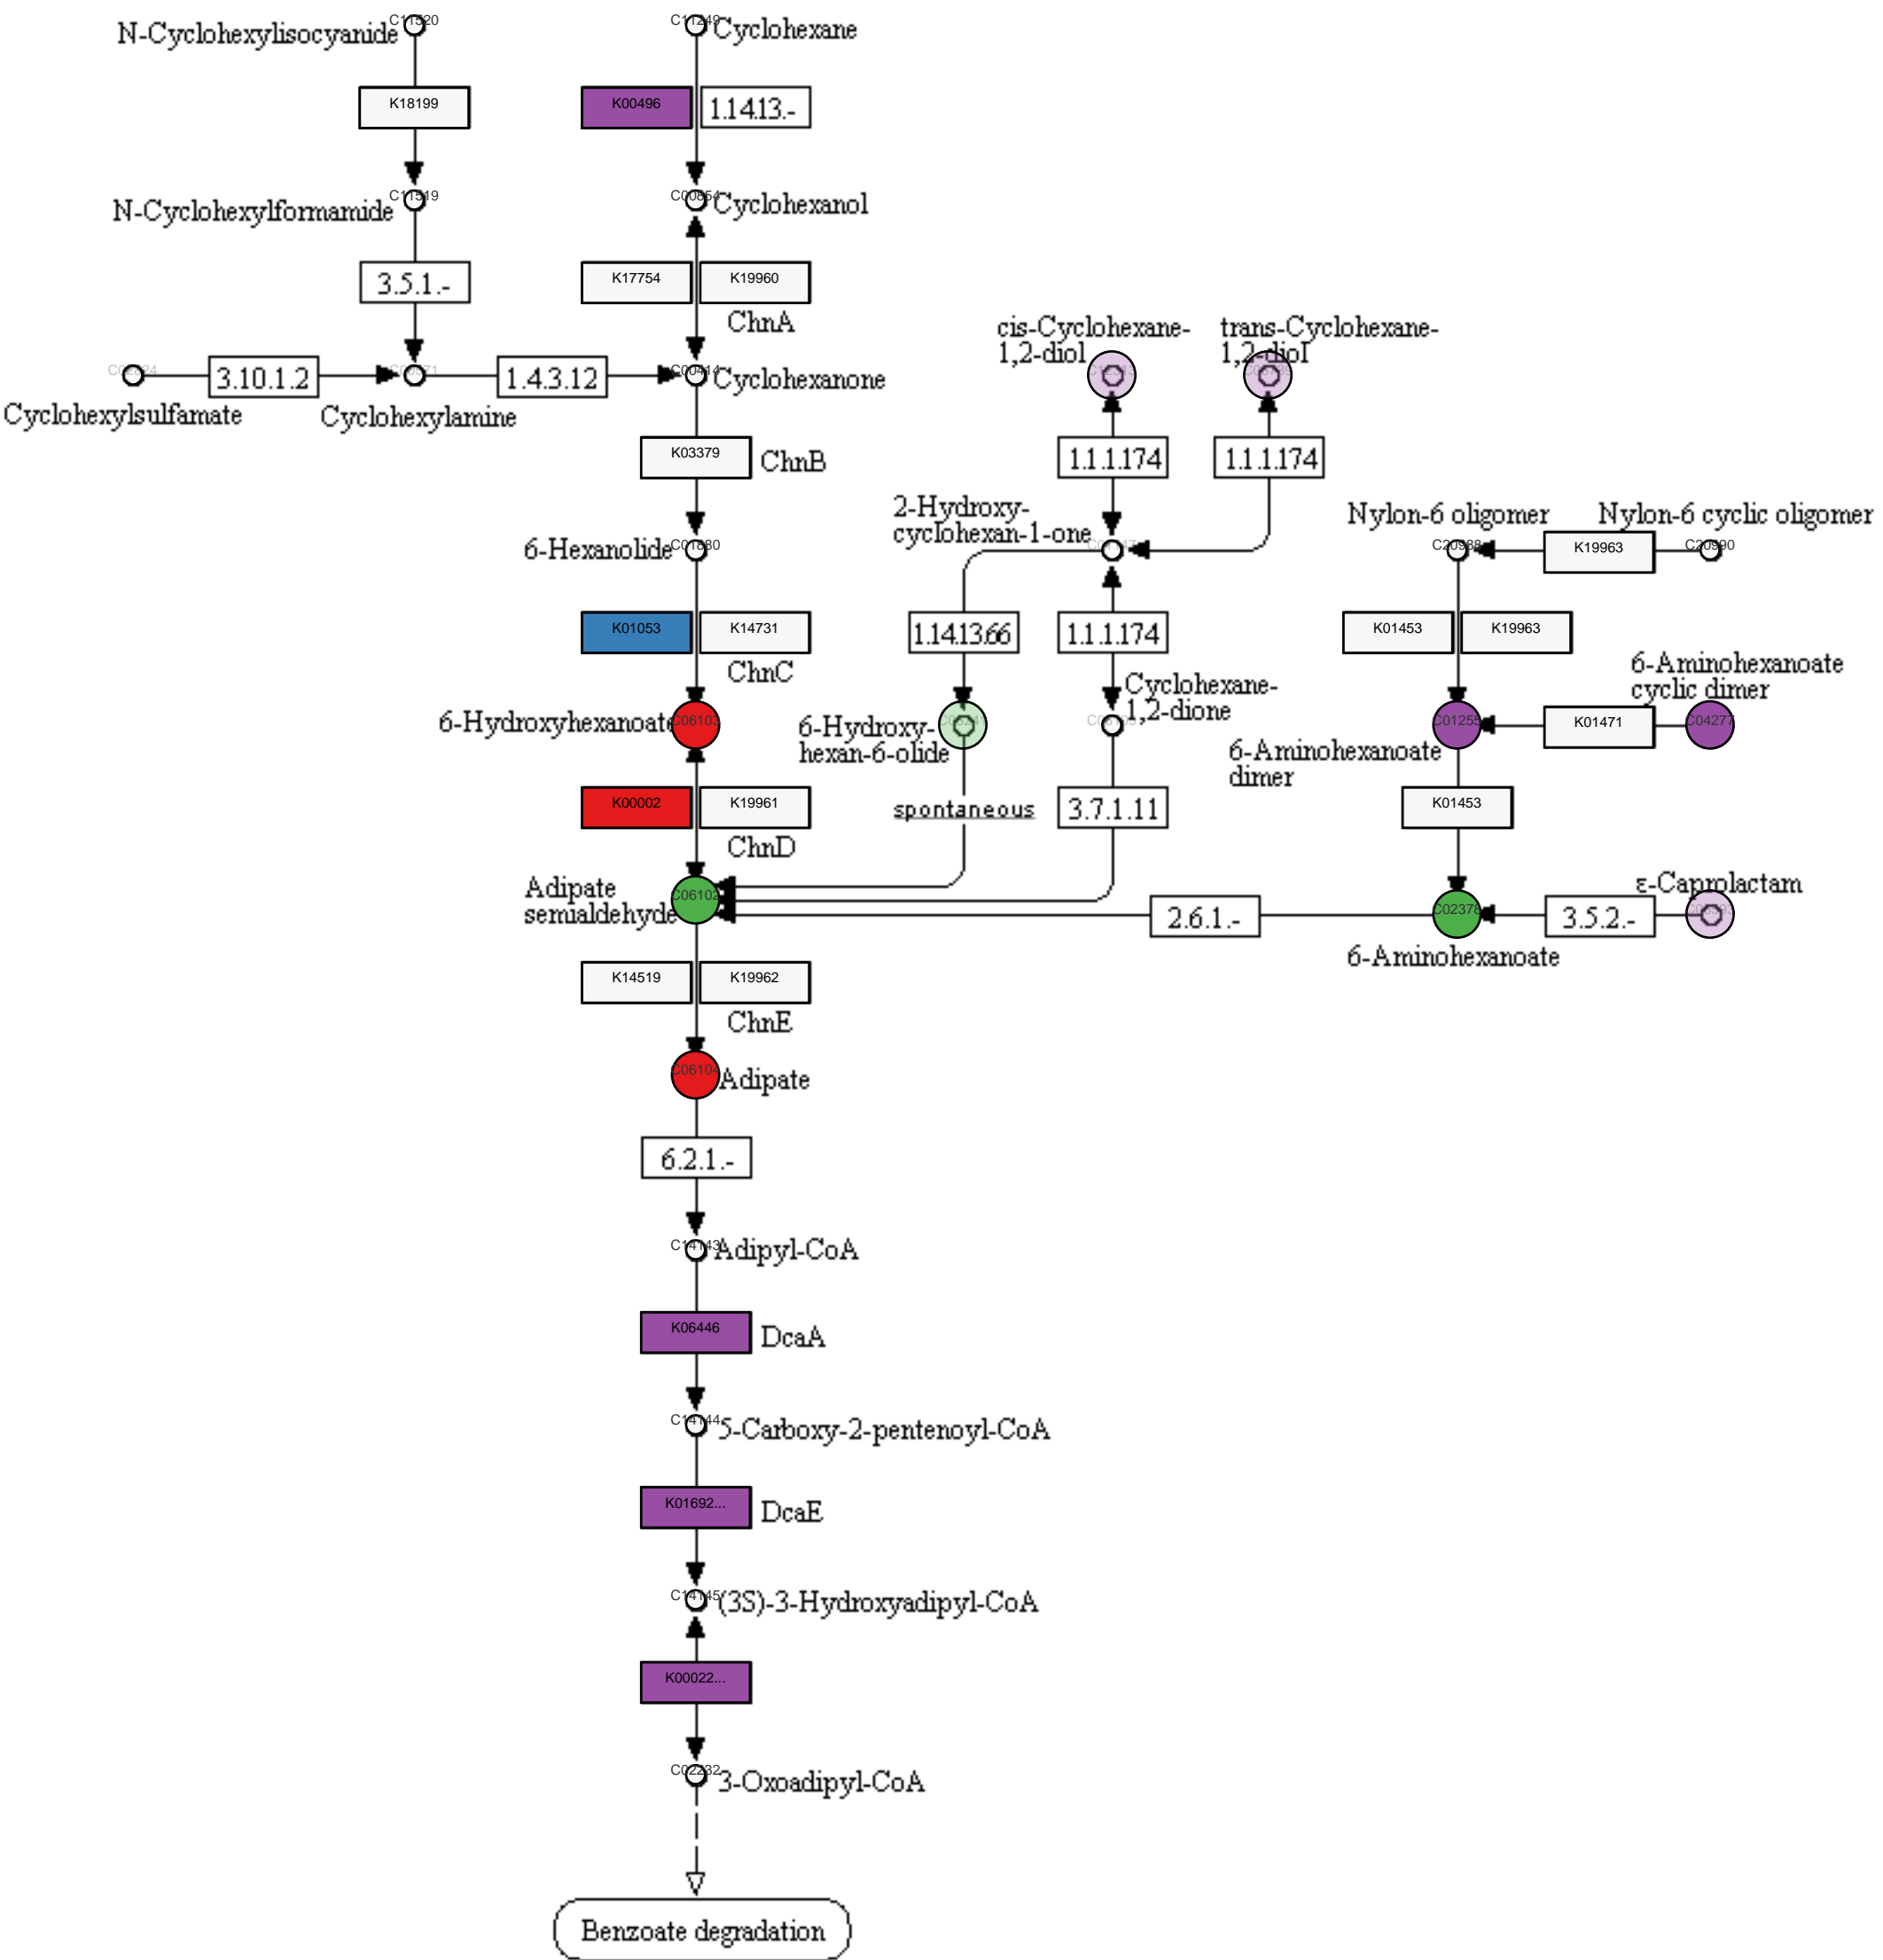 C11520
N-Cyclohexylisocyanide
C11249
Cyclohexane
K18199
K00496
1.14.13.-
C11519
N-Cyclohexylformamide
C00854
Cyclohexanol
3.5.1.-
K17754
K19960
ChnA
cis-Cyclohexane-
1,2-diol
trans-Cyclohexane-
1,2-diol
3.10.1.2
1.4.3.12
C00414
Cyclohexanone
Cyclohexylsulfamate
Cyclohexylamine
K03379
ChnB
1.1.1.174
1.1.1.174
2-Hydroxy-
cyclohexan-1-one
Nylon-6 oligomer
Nylon-6 cyclic oligomer
6-Hexanolide
C01880
C20988
K19963
C20990
K01053
K14731
ChnC
1.14.13.66
1.1.1.174
K01453
K19963
6-Aminohexanoate
cyclic dimer
6-Hydroxyhexanoate
C06103
6-Hydroxy-
hexan-6-olide
Cyclohexane-
1,2-dione
C01255
K01471
C04277
6-Aminohexanoate
dimer
K00002
K19961
ChnD
spontaneous
3.7.1.11
K01453
Adipate
semialdehyde
C06102
2.6.1.-
C02378
3.5.2.-
ε-Caprolactam
6-Aminohexanoate
K14519
K19962
ChnE
C06104
Adipate
6.2.1.-
C14143
Adipyl-CoA
K06446
DcaA
C14144
5-Carboxy-2-pentenoyl-CoA
K01692...
DcaE
C14145
(3S)-3-Hydroxyadipyl-CoA
K00022...
C02232
3-Oxoadipyl-CoA
Benzoate degradation